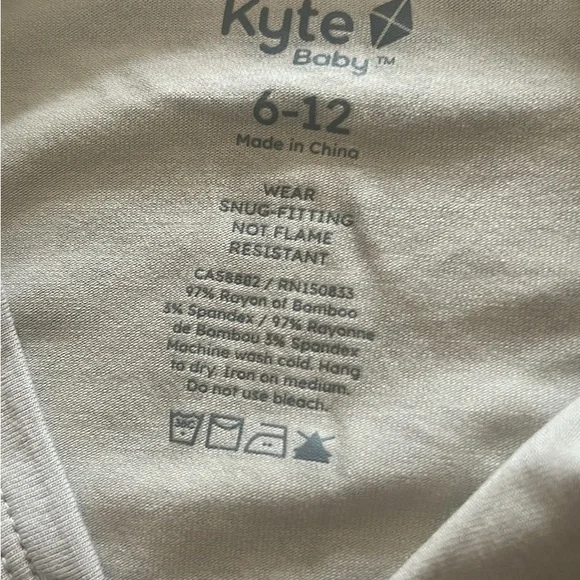 Kyte
Baby™
6-12
Made in China
WEAR
SNUG-FITTING
NOT FLAME
RESISTANT
CA58882 / RN150833
97% Rayon of Bamboo
3% Spandex / 97% Rayonne
de Bambou 3% Spandex
Machine wash cold. Hang
to dry. Iron on medium.
Do not use bleach.
30C